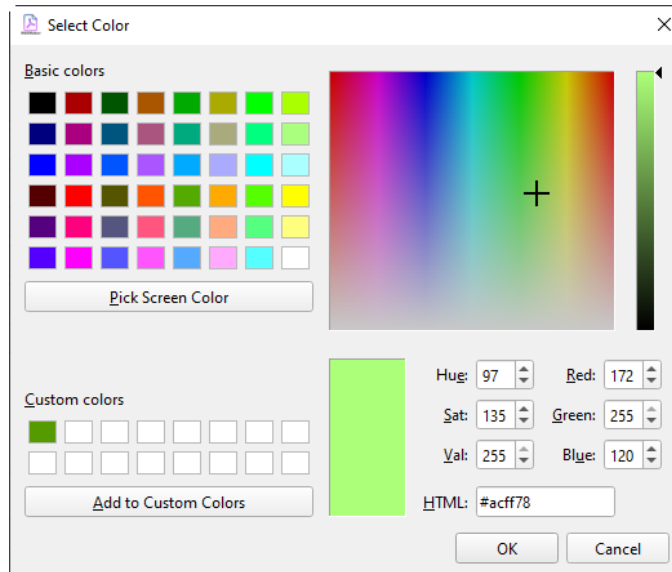 Select Color
Basic colors
Pick Screen Color
Custom colors
Add to Custom Colors
Hue: 97 Red: 172
Sat: 135 Green: 255
Val: 255 Blue: 120
HTML: #acff78
OK Cancel